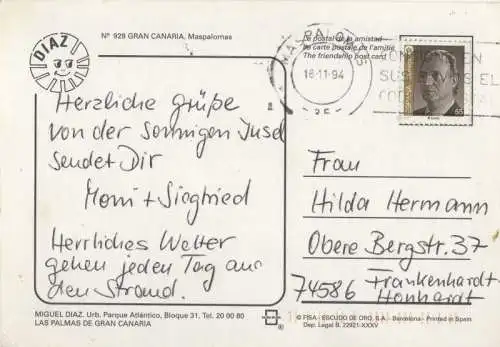 Nº 929 GRAN CANARIA, Maspalomas
DIAZ
La postal de la amistad
La carte postale de l'amitié
The friendship post card
MASPALOMAS
16-11-94
Herzliche Grüße
von der sonnigen Insel
sendet Dir
Moni + Siegfried
Herrliches Wetter
gehen jeden Tag an
den Strand.
Frau
Hilda Hermann
Obere Bergstr. 37
74586 Frankenhardt-
Honhardt
MIGUEL DIAZ. Urb. Parque Atlántico, Bloque 31, Tel. 20 00 80
LAS PALMAS DE GRAN CANARIA
®
© FISA - ESCUDO DE ORO, S.A. - Barcelona - Printed in Spain
Dep. Legal B. 22921-XXXV